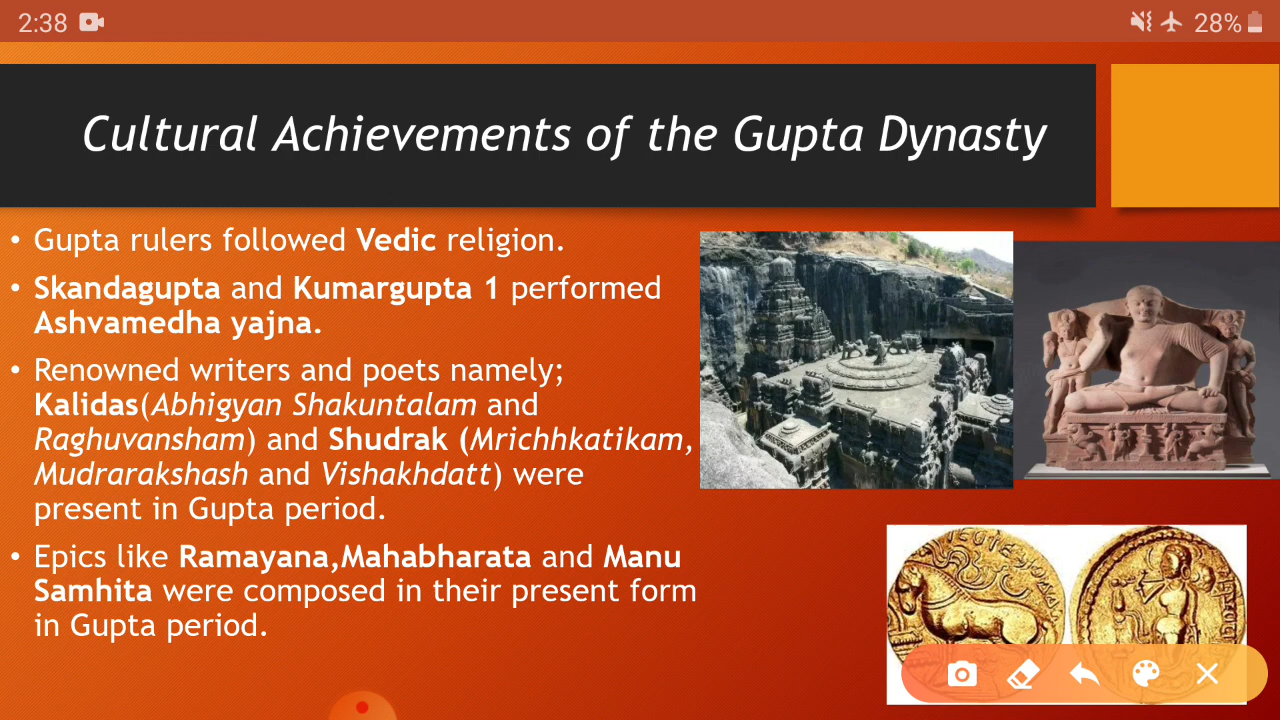 2:38
28%
Cultural Achievements of the Gupta Dynasty
• Gupta rulers followed Vedic religion.
• Skandagupta and Kumargupta 1 performed
Ashvamedha yajna.
• Renowned writers and poets namely;
Kalidas(Abhigyan Shakuntalam and
Raghuvansham) and Shudrak (Mrichhkatikam,
Mudrarakshash and Vishakhdatt) were
present in Gupta period.
• Epics like Ramayana,Mahabharata and Manu
Samhita were composed in their present form
in Gupta period.